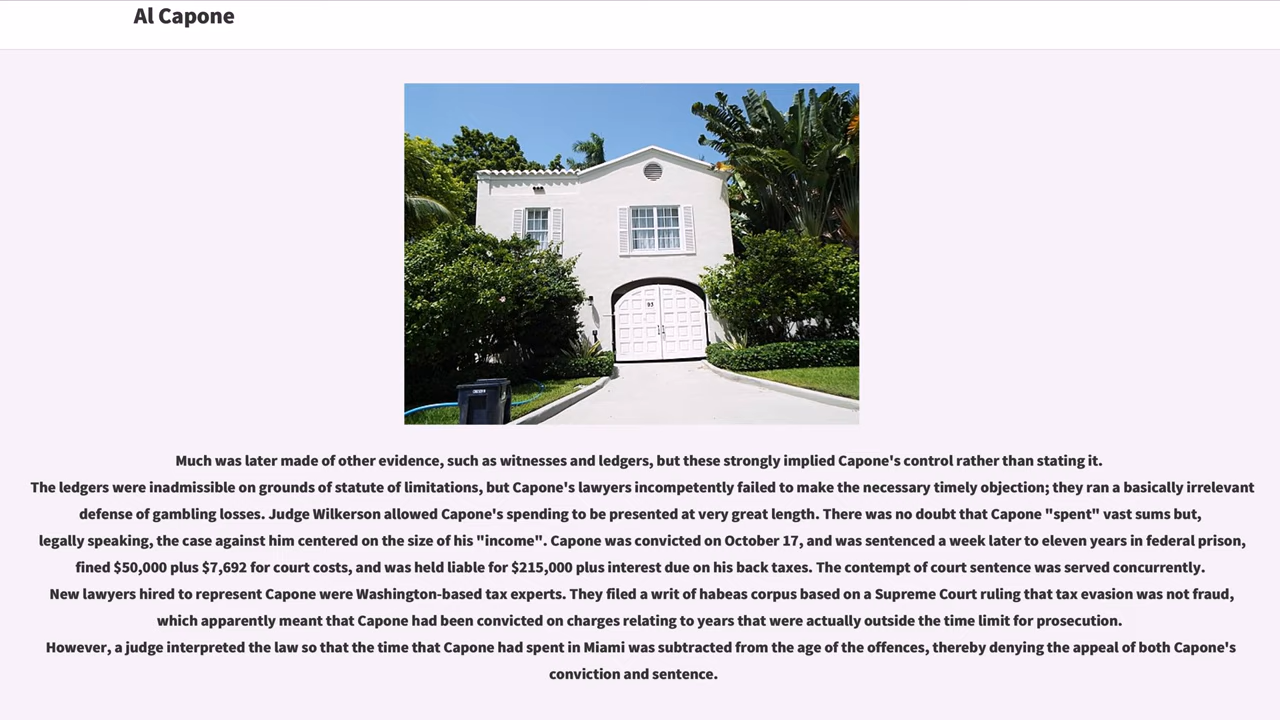 Al Capone
93
Much was later made of other evidence, such as witnesses and ledgers, but these strongly implied Capone's control rather than stating it.
The ledgers were inadmissible on grounds of statute of limitations, but Capone's lawyers incompetently failed to make the necessary timely objection; they ran a basically irrelevant
defense of gambling losses. Judge Wilkerson allowed Capone's spending to be presented at very great length. There was no doubt that Capone "spent" vast sums but,
legally speaking, the case against him centered on the size of his "income". Capone was convicted on October 17, and was sentenced a week later to eleven years in federal prison,
fined $50,000 plus $7,692 for court costs, and was held liable for $215,000 plus interest due on his back taxes. The contempt of court sentence was served concurrently.
New lawyers hired to represent Capone were Washington-based tax experts. They filed a writ of habeas corpus based on a Supreme Court ruling that tax evasion was not fraud,
which apparently meant that Capone had been convicted on charges relating to years that were actually outside the time limit for prosecution.
However, a judge interpreted the law so that the time that Capone had spent in Miami was subtracted from the age of the offences, thereby denying the appeal of both Capone's
conviction and sentence.